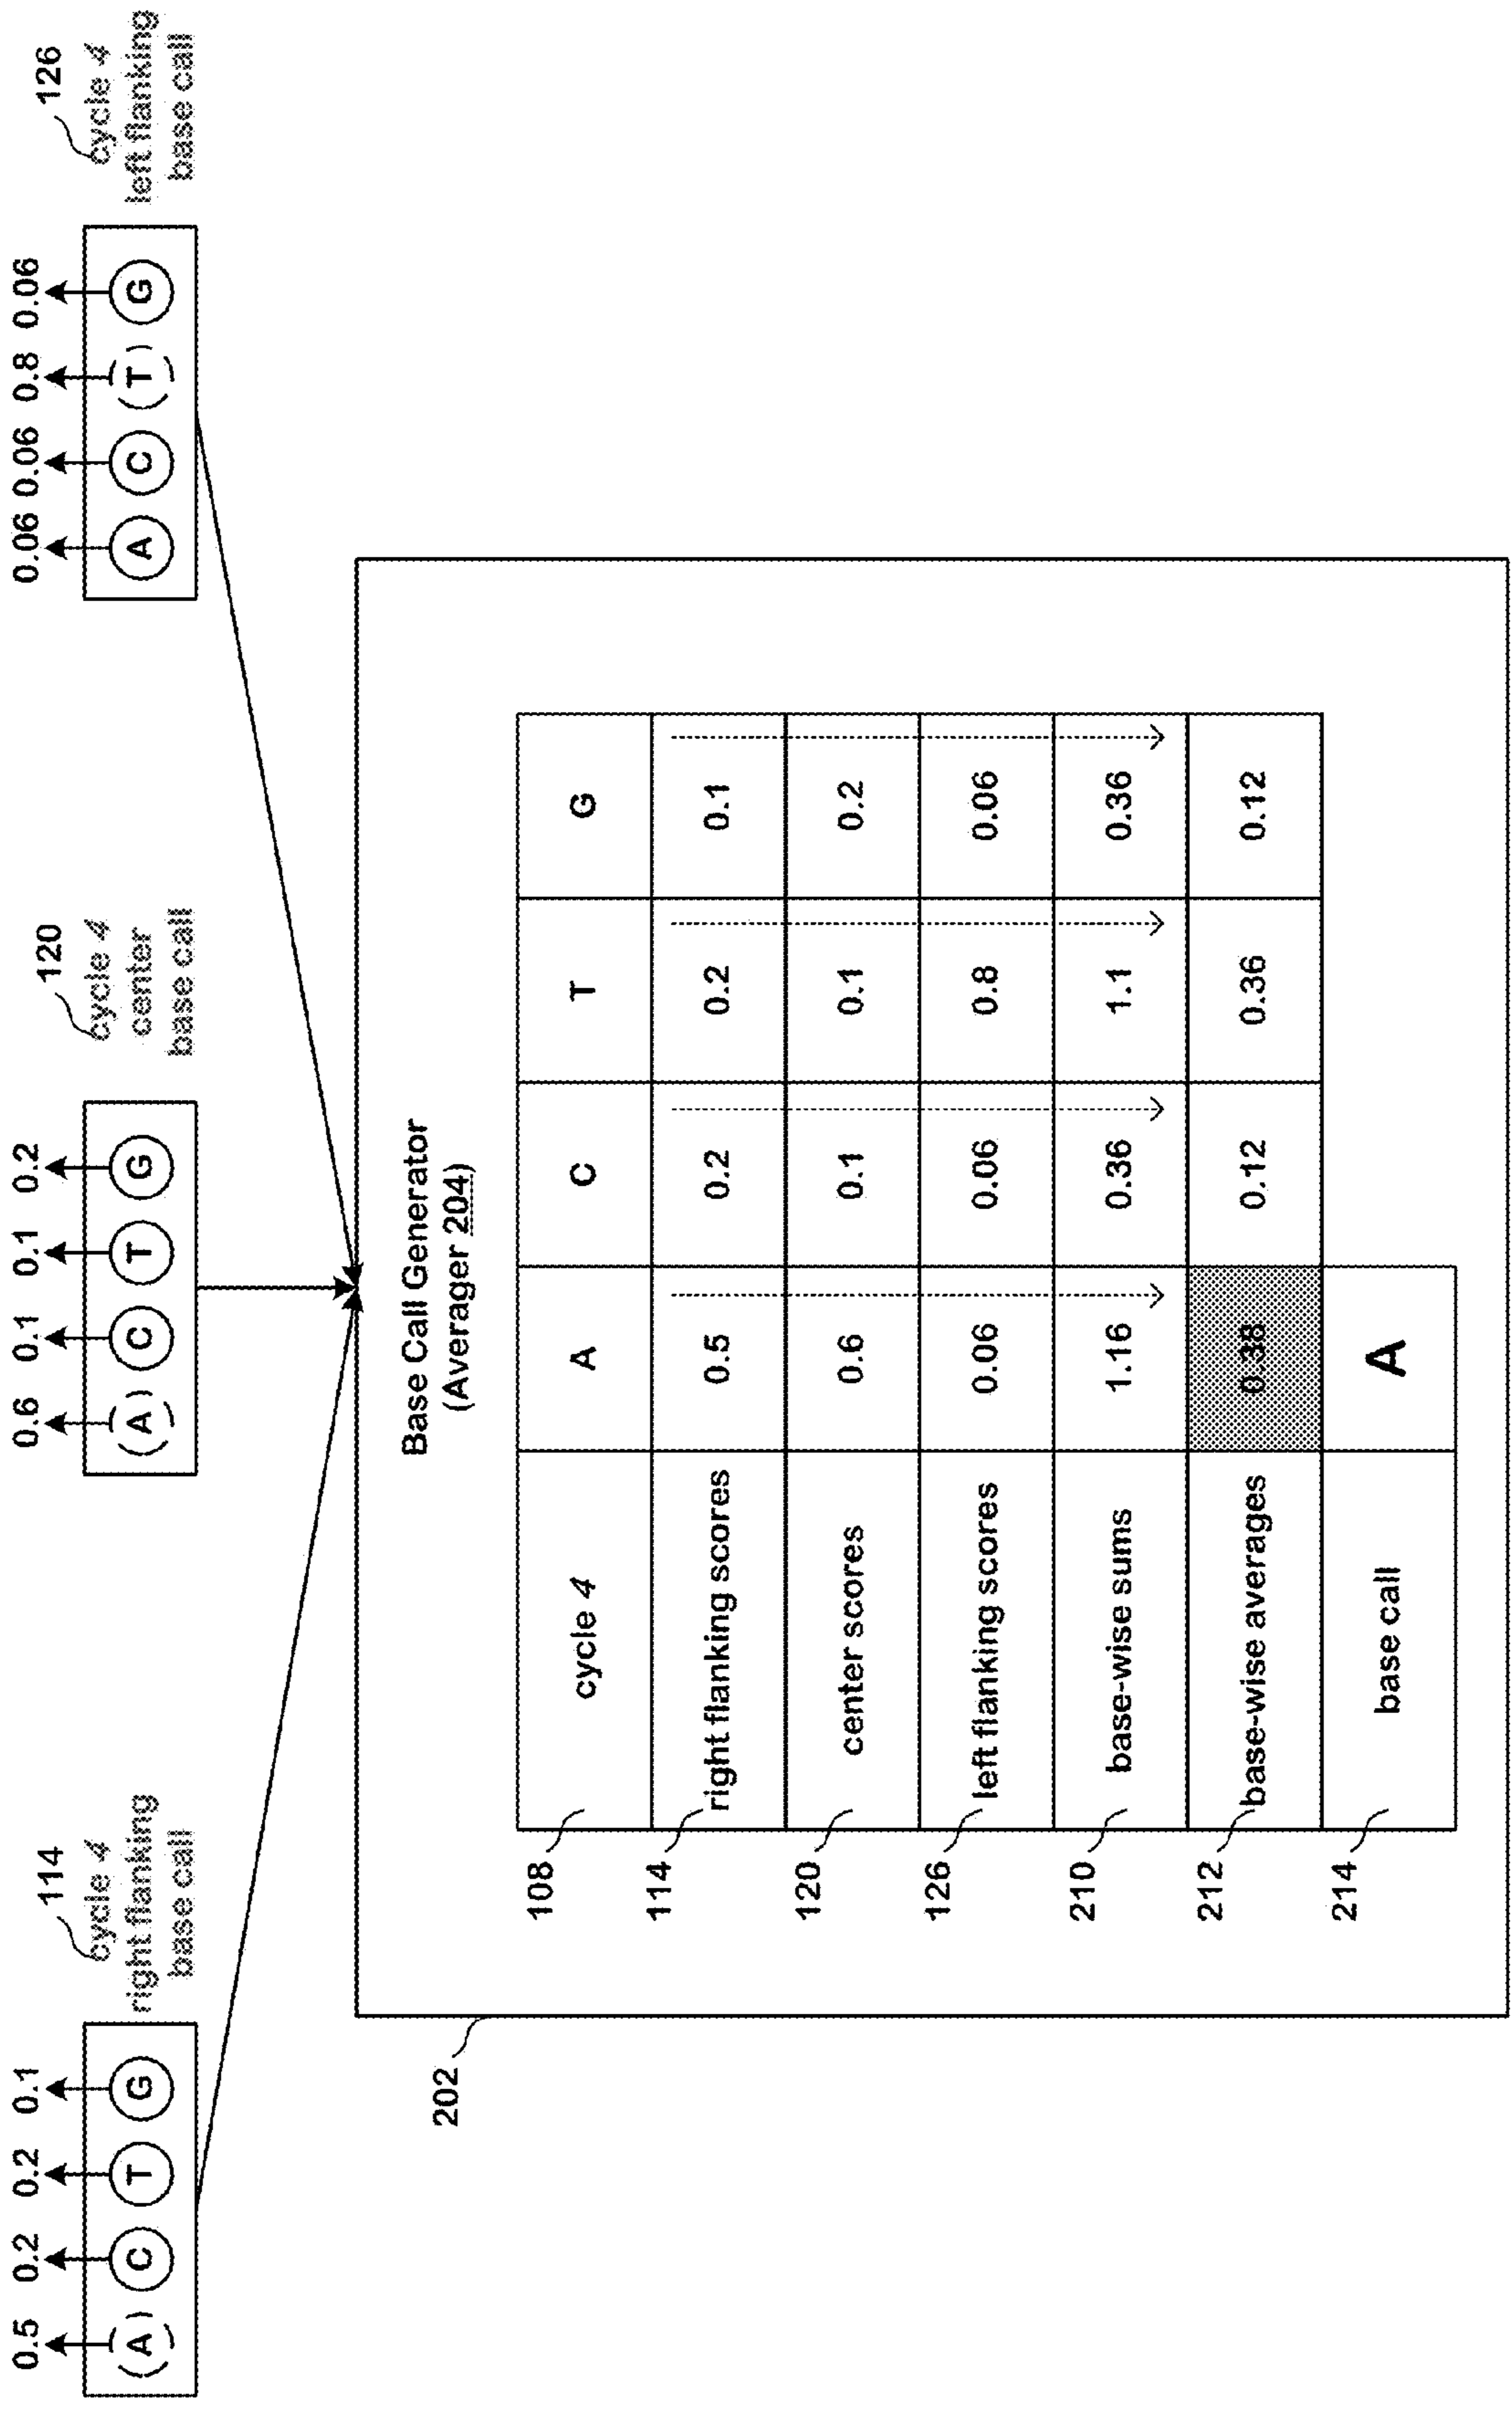 0.5 0.2 0.2 0.1
(A) C T G
114
cycle 4
right flanking
base call
0.6 0.1 0.1 0.2
(A) C T G
120
cycle 4
center
base call
0.06 0.06 0.8 0.06
A C (T) G
126
cycle 4
left flanking
base call
202
Base Call Generator
(Averager 204)
108 cycle 4 A C T G
114 right flanking scores 0.5 0.2 0.2 0.1
120 center scores 0.6 0.1 0.1 0.2
126 left flanking scores 0.06 0.06 0.8 0.06
210 base-wise sums 1.16 0.36 1.1 0.36
212 base-wise averages 0.38 0.12 0.36 0.12
214 base call A